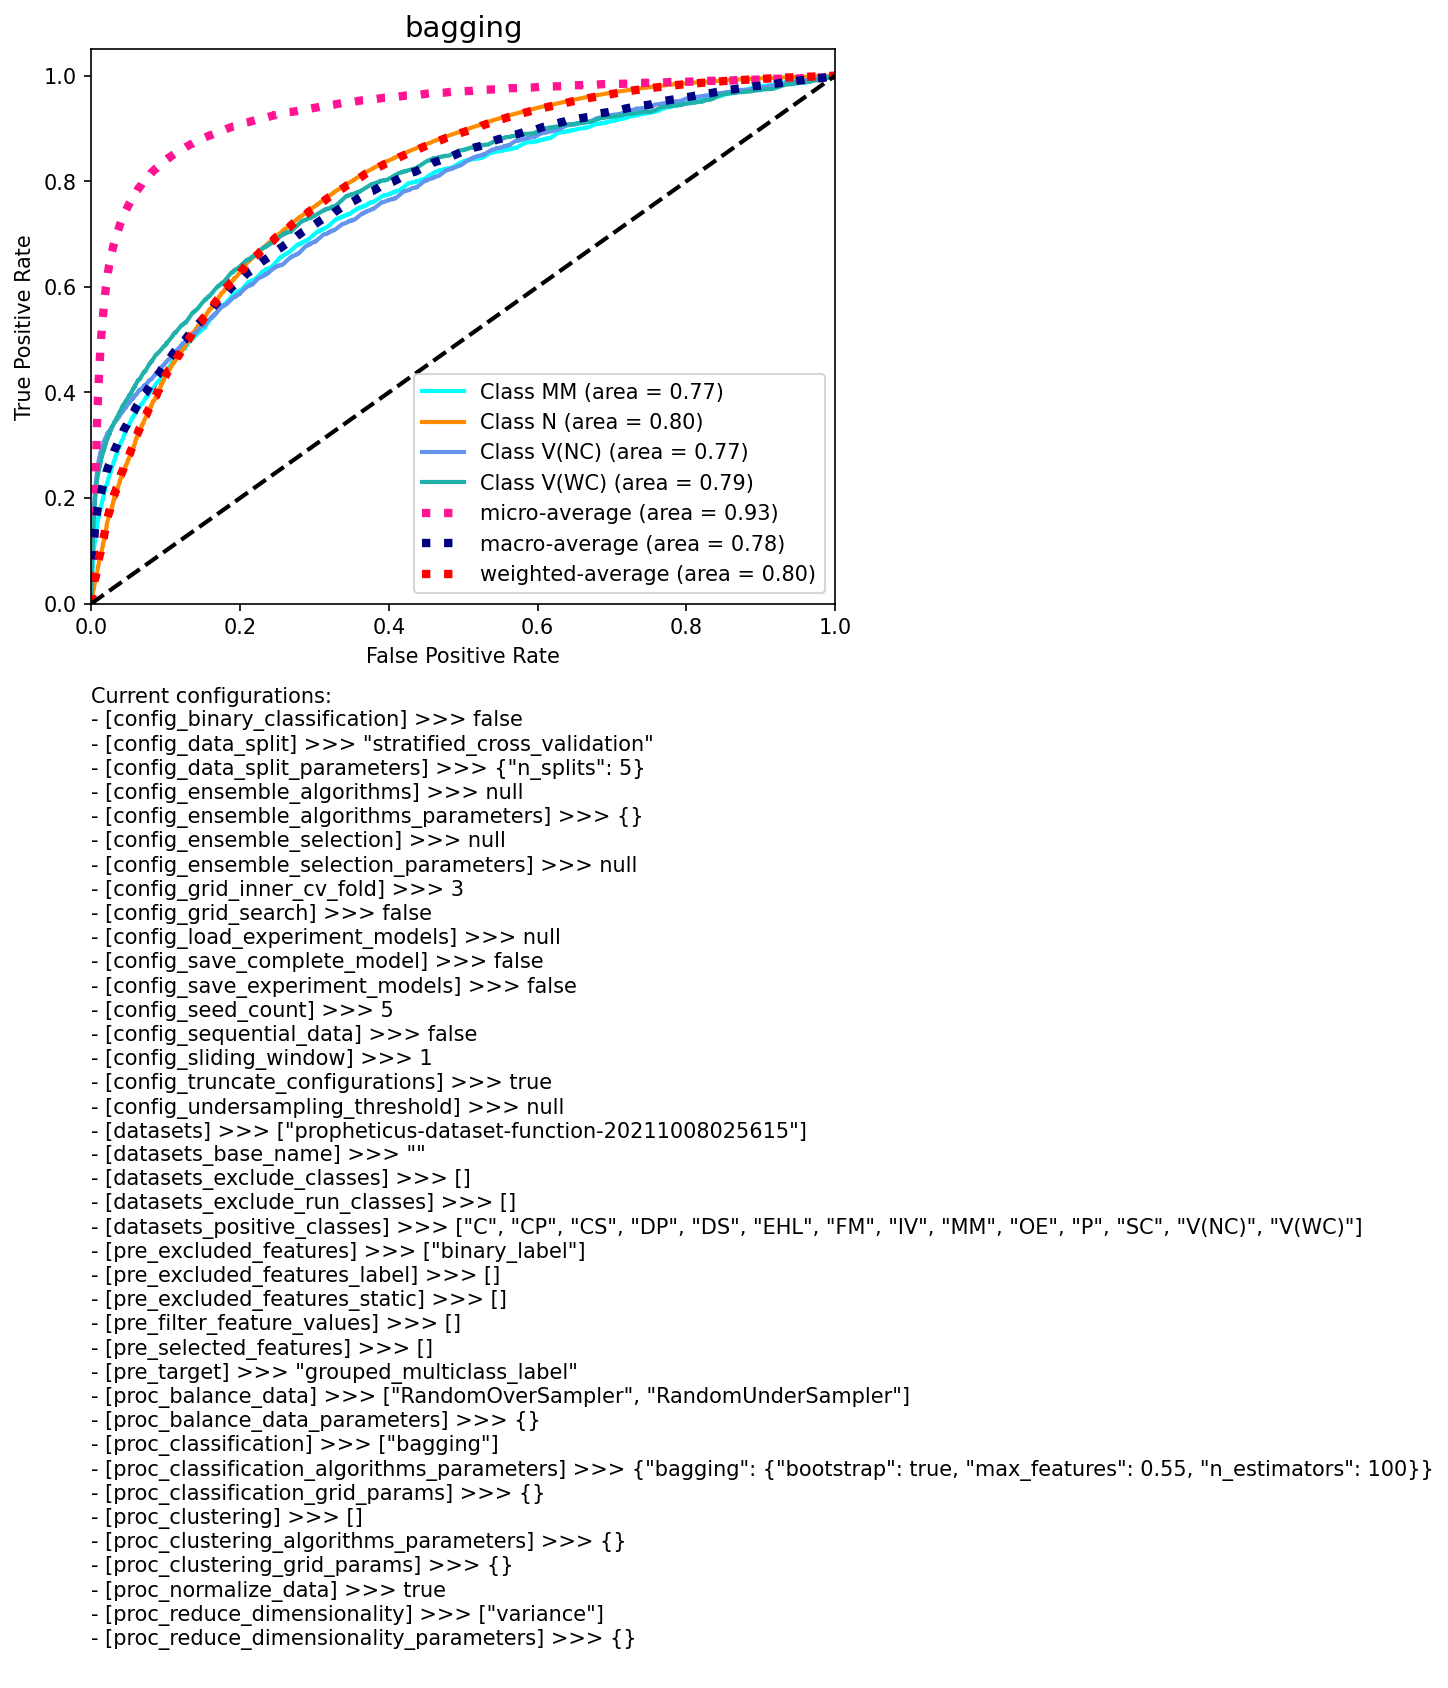 bagging
1.0
0.8
0.6
0.4
0.2
0.0
True Positive Rate
Class MM (area = 0.77)
Class N (area = 0.80)
Class V(NC) (area = 0.77)
Class V(WC) (area = 0.79)
micro-average (area = 0.93)
macro-average (area = 0.78)
weighted-average (area = 0.80)
0.0 0.2 0.4 0.6 0.8 1.0
False Positive Rate
Current configurations:
- [config_binary_classification] >>> false
- [config_data_split] >>> "stratified_cross_validation"
- [config_data_split_parameters] >>> {"n_splits": 5}
- [config_ensemble_algorithms] >>> null
- [config_ensemble_algorithms_parameters] >>> {}
- [config_ensemble_selection] >>> null
- [config_ensemble_selection_parameters] >>> null
- [config_grid_inner_cv_fold] >>> 3
- [config_grid_search] >>> false
- [config_load_experiment_models] >>> null
- [config_save_complete_model] >>> false
- [config_save_experiment_models] >>> false
- [config_seed_count] >>> 5
- [config_sequential_data] >>> false
- [config_sliding_window] >>> 1
- [config_truncate_configurations] >>> true
- [config_undersampling_threshold] >>> null
- [datasets] >>> ["propheticus-dataset-function-20211008025615"]
- [datasets_base_name] >>> ""
- [datasets_exclude_classes] >>> []
- [datasets_exclude_run_classes] >>> []
- [datasets_positive_classes] >>> ["C", "CP", "CS", "DP", "DS", "EHL", "FM", "IV", "MM", "OE", "P", "SC", "V(NC)", "V(WC)"]
- [pre_excluded_features] >>> ["binary_label"]
- [pre_excluded_features_label] >>> []
- [pre_excluded_features_static] >>> []
- [pre_filter_feature_values] >>> []
- [pre_selected_features] >>> []
- [pre_target] >>> "grouped_multiclass_label"
- [proc_balance_data] >>> ["RandomOverSampler", "RandomUnderSampler"]
- [proc_balance_data_parameters] >>> {}
- [proc_classification] >>> ["bagging"]
- [proc_classification_algorithms_parameters] >>> {"bagging": {"bootstrap": true, "max_features": 0.55, "n_estimators": 100}}
- [proc_classification_grid_params] >>> {}
- [proc_clustering] >>> []
- [proc_clustering_algorithms_parameters] >>> {}
- [proc_clustering_grid_params] >>> {}
- [proc_normalize_data] >>> true
- [proc_reduce_dimensionality] >>> ["variance"]
- [proc_reduce_dimensionality_parameters] >>> {}